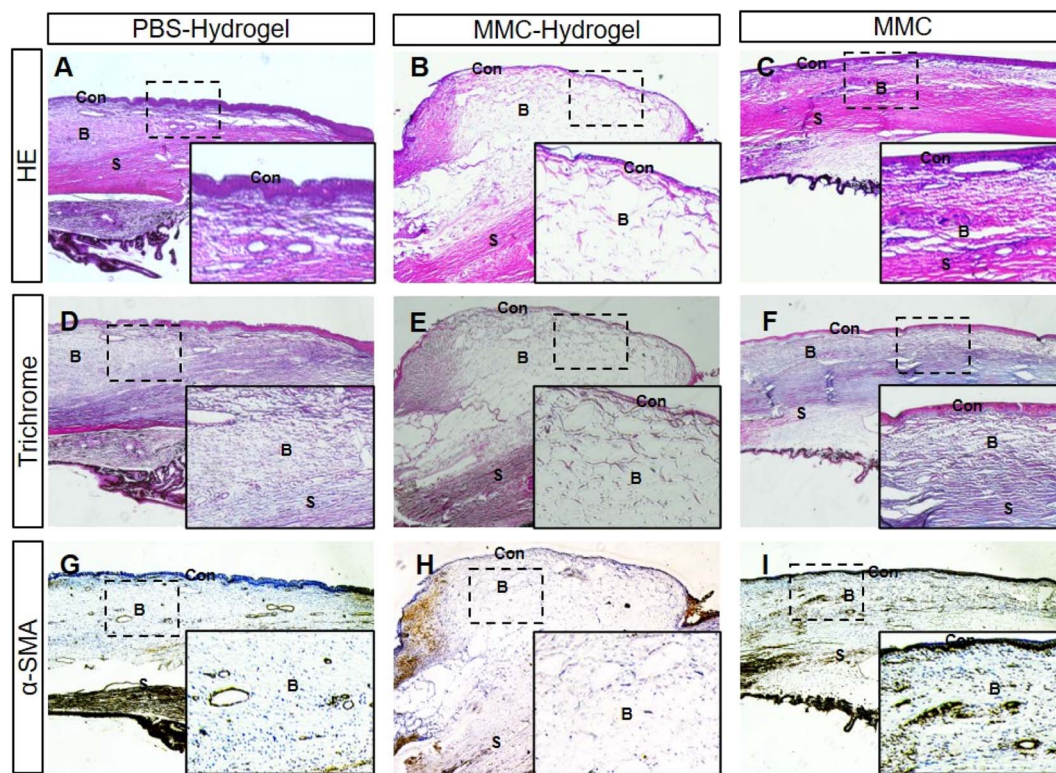 PBS-Hydrogel
MMC-Hydrogel
MMC
HE
A
Con
B
S
Con
B
Con
B
S
Con
B
C
Con
B
S
Con
B
S
Trichrome
D
B
B
S
E
Con
B
S
Con
B
F
Con
B
S
Con
B
S
α-SMA
G
Con
B
S
B
H
Con
B
S
B
I
Con
B
S
Con
B